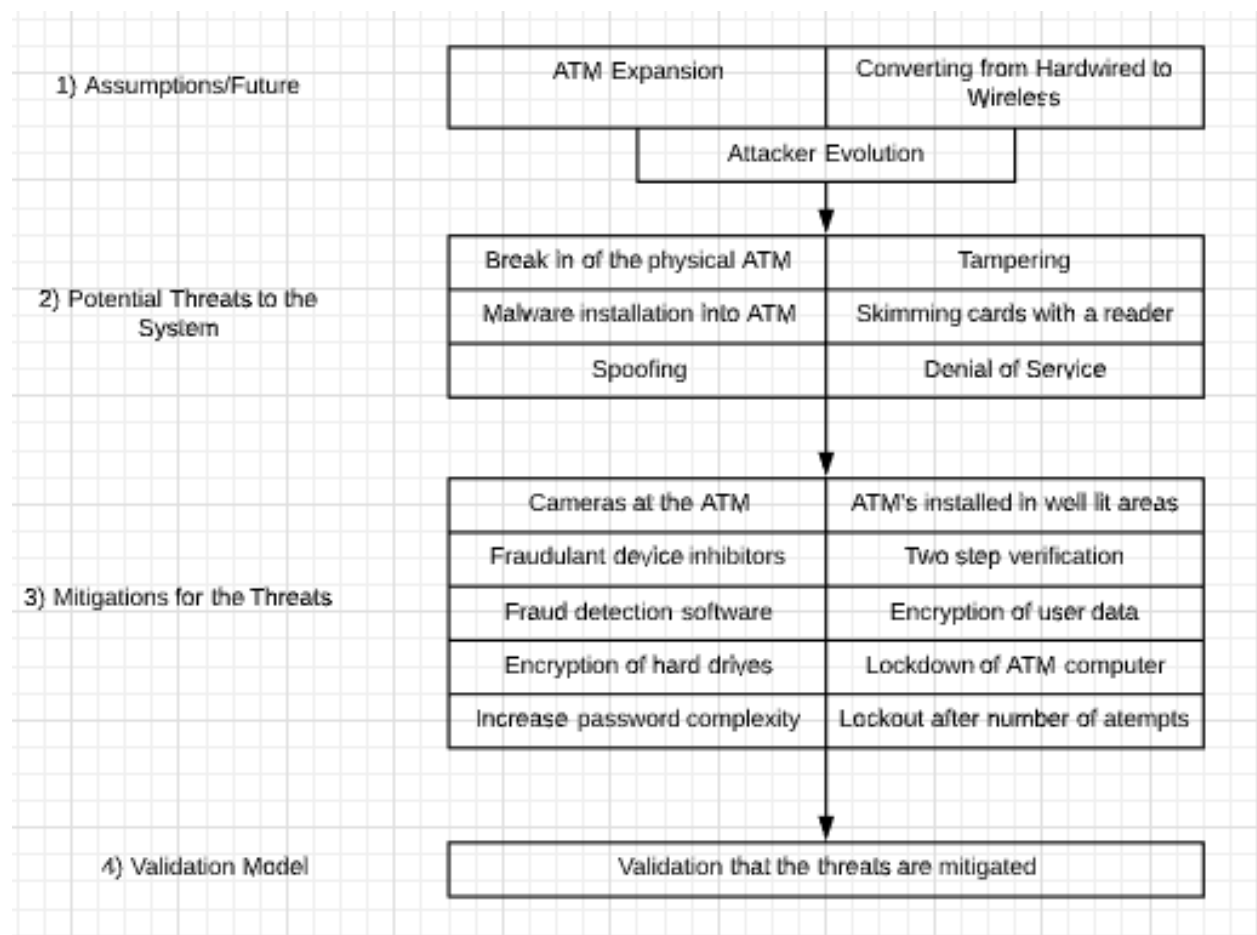 1) Assumptions/Future
ATM Expansion
Converting from Hardwired to
Wireless
Attacker Evolution
2) Potential Threats to the
System
Break in of the physical ATM
Tampering
Malware installation into ATM
Skimming cards with a reader
Spoofing
Denial of Service
3) Mitigations for the Threats
Cameras at the ATM
ATM's installed in well lit areas
Fraudulant device inhibitors
Two step verification
Fraud detection software
Encryption of user data
Encryption of hard drives
Lockdown of ATM computer
Increase password complexity
Lockout after number of atempts
4) Validation Model
Validation that the threats are mitigated